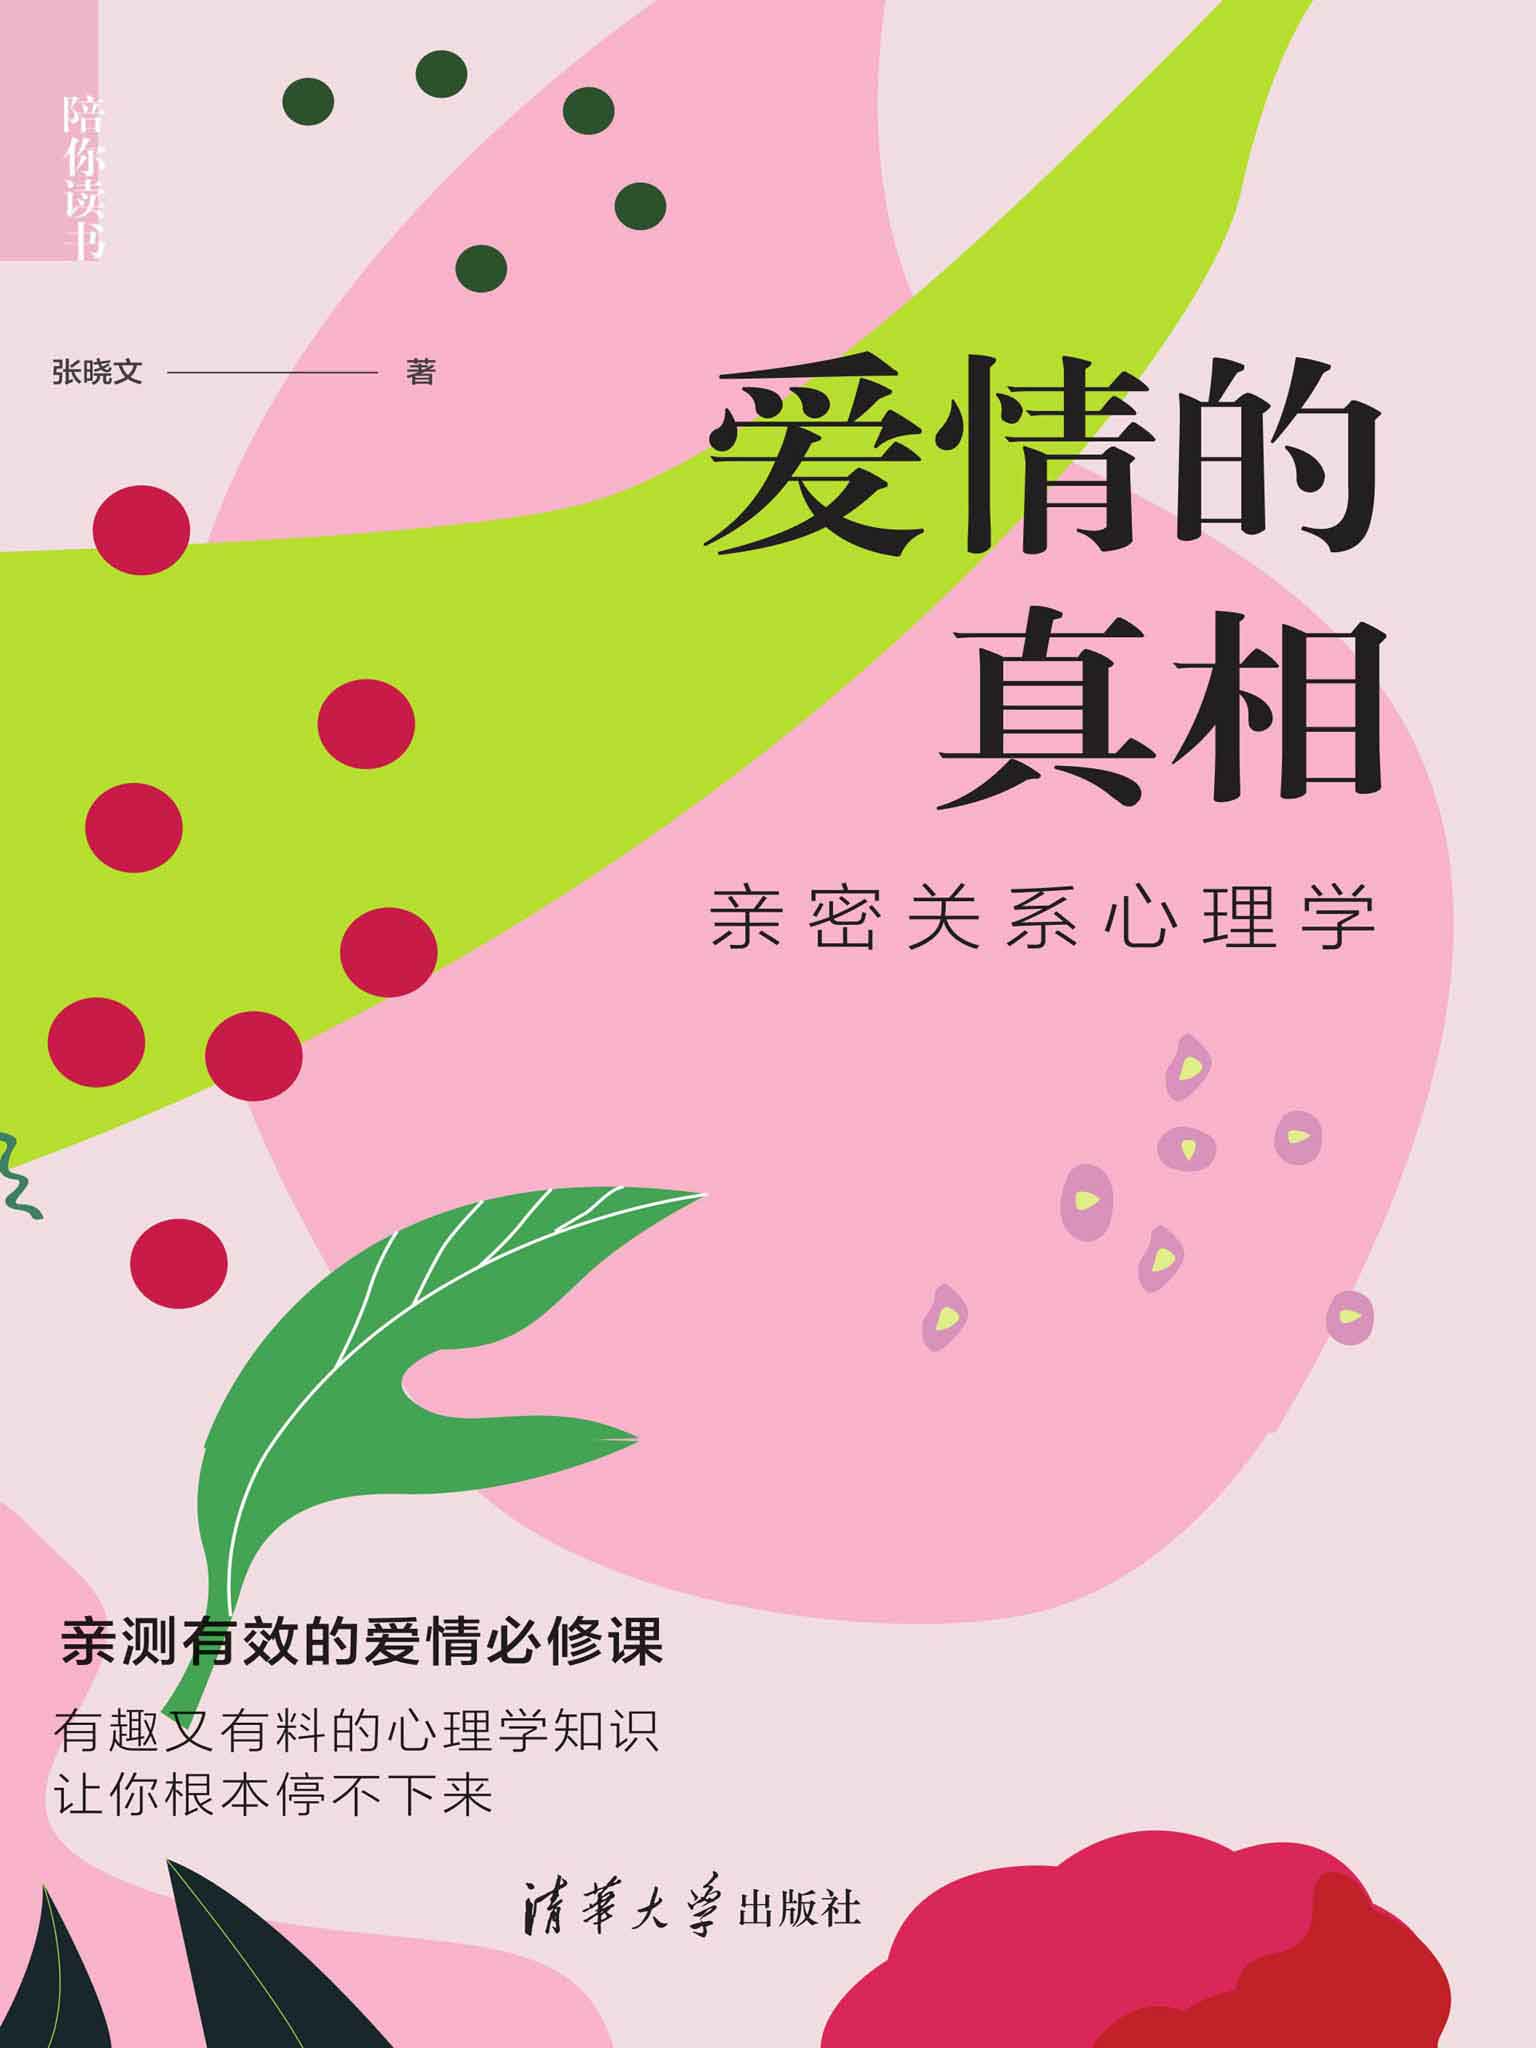 陪你读书
张晓文 著
爱情的
真相
亲密关系心理学
亲测有效的爱情必修课
有趣又有料的心理学知识
让你根本停不下来
清華大学出版社